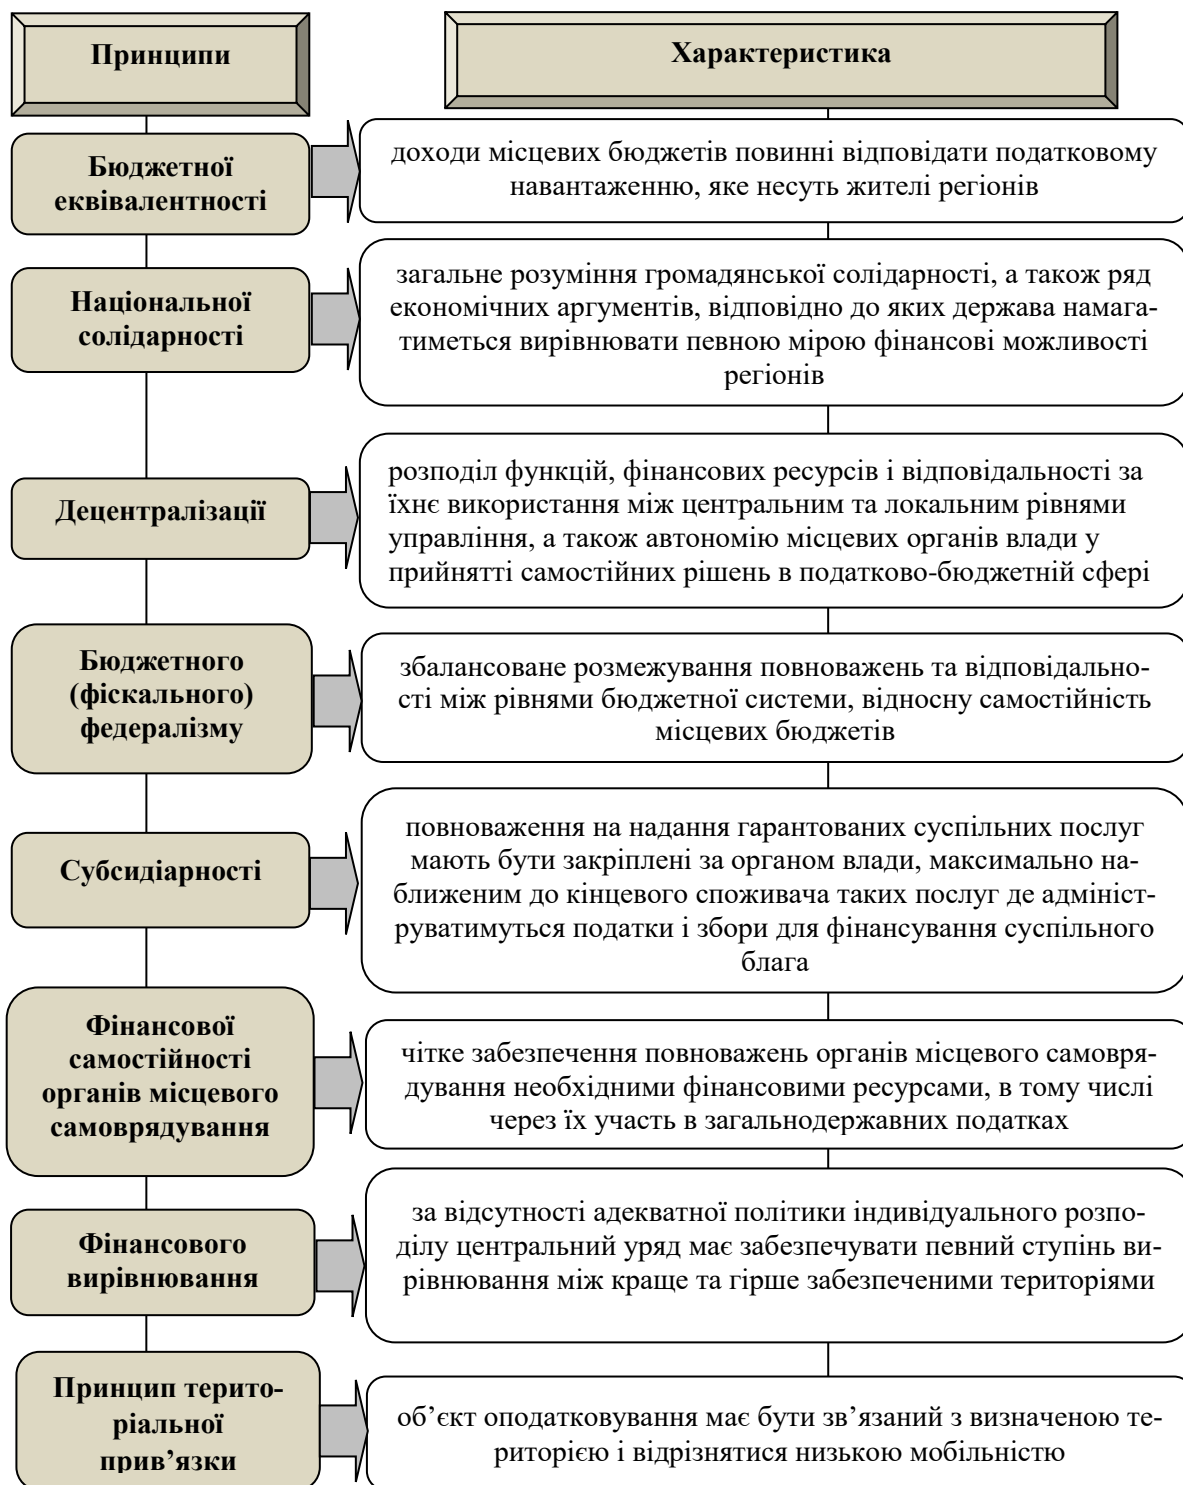 Принципи
Характеристика
Бюджетної
еквівалентності
доходи місцевих бюджетів повинні відповідати податковому
навантаженню, яке несуть жителі регіонів
Національної
солідарності
загальне розуміння громадянської солідарності, а також ряд
економічних аргументів, відповідно до яких держава намага-
тиметься вирівнювати певною мірою фінансові можливості
регіонів
Децентралізації
розподіл функцій, фінансових ресурсів і відповідальності за
їхнє використання між центральним та локальним рівнями
управління, а також автономію місцевих органів влади у
прийнятті самостійних рішень в податково-бюджетній сфері
Бюджетного
(фіскального)
федералізму
збалансоване розмежування повноважень та відповідально-
сті між рівнями бюджетної системи, відносну самостійність
місцевих бюджетів
Субсидіарності
повноваження на надання гарантованих суспільних послуг
мають бути закріплені за органом влади, максимально на-
ближеним до кінцевого споживача таких послуг де адмініст-
руватимуться податки і збори для фінансування суспільного
блага
Фінансової
самостійності
органів місцевого
самоврядування
чітке забезпечення повноважень органів місцевого самовря-
дування необхідними фінансовими ресурсами, в тому числі
через їх участь в загальнодержавних податках
Фінансового
вирівнювання
за відсутності адекватної політики індивідуального розпо-
ділу центральний уряд має забезпечувати певний ступінь ви-
рівнювання між краще та гірше забезпеченими територіями
Принцип терито-
ріальної
прив’язки
об’єкт оподатковування має бути зв’язаний з визначеною те-
риторією і відрізнятися низькою мобільністю